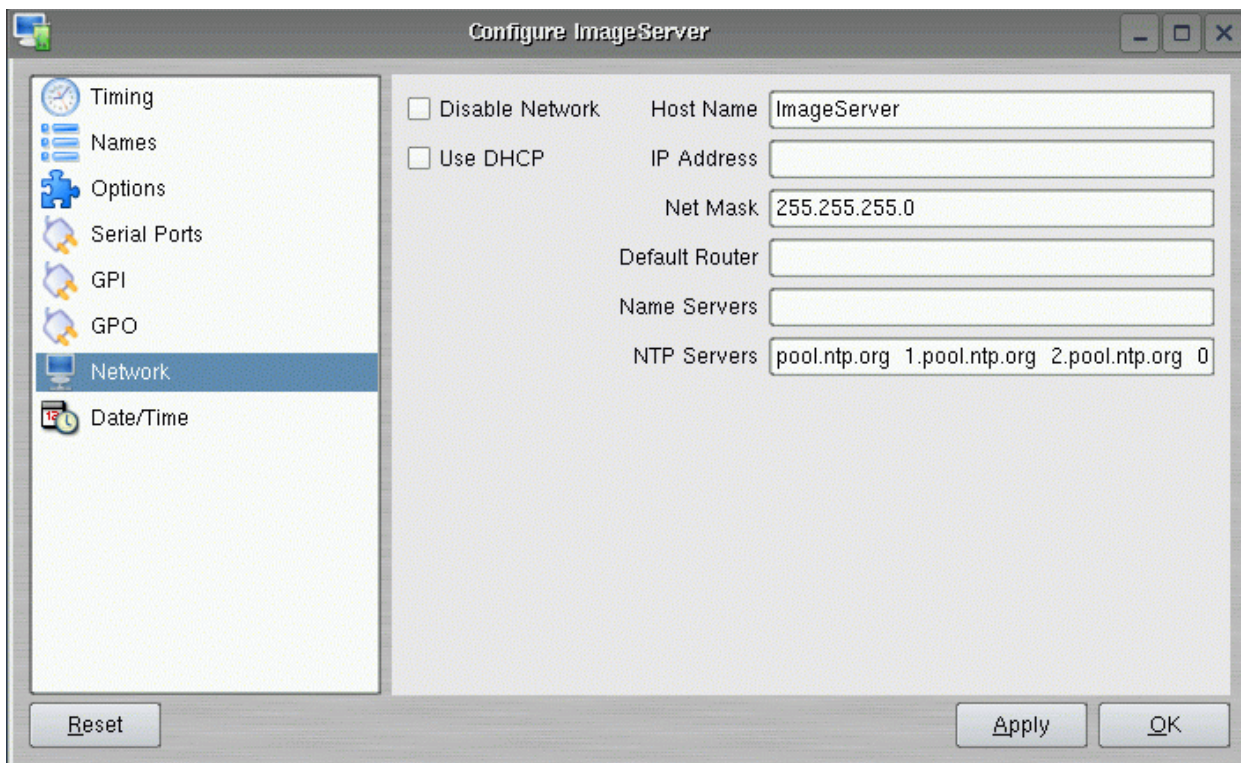 Configure ImageServer
Timing
Names
Options
Serial Ports
GPI
GPO
Network
Date/Time
Disable Network
Host Name ImageServer
Use DHCP
IP Address
Net Mask 255.255.255.0
Default Router
Name Servers
NTP Servers pool.ntp.org 1.pool.ntp.org 2.pool.ntp.org 0
Reset
Apply
OK